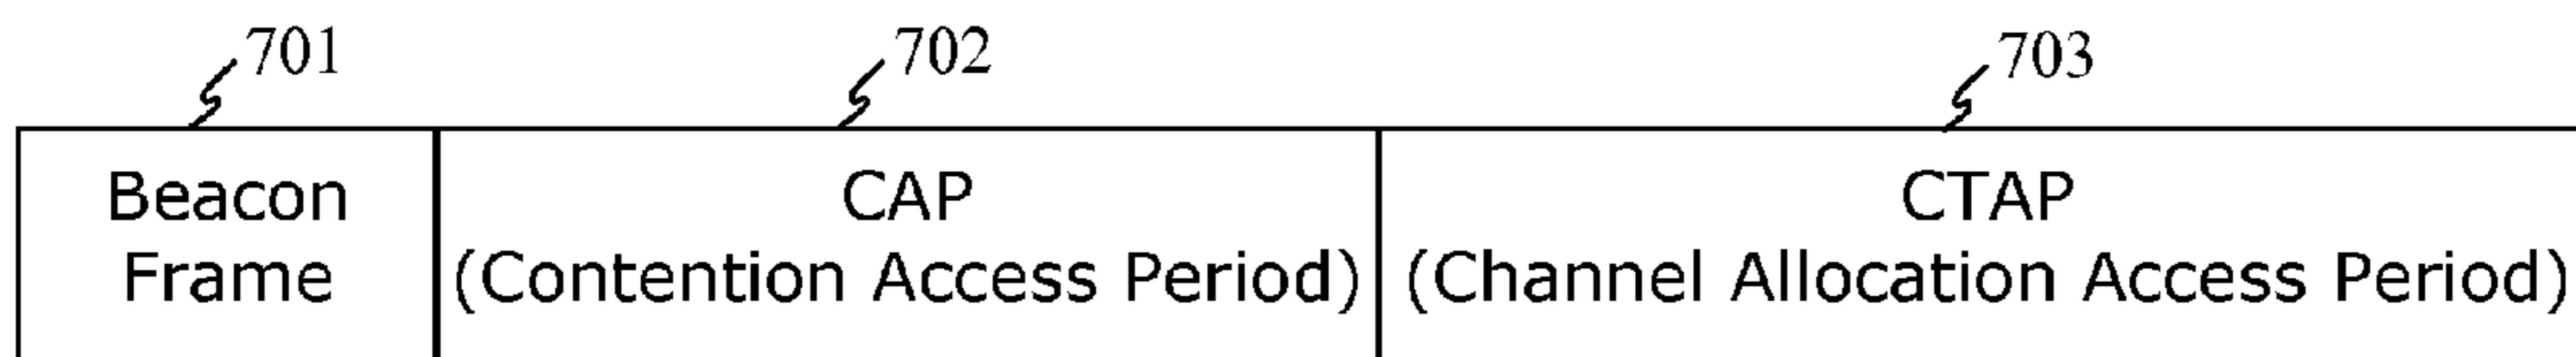 701
702
703
Beacon
Frame
CAP
(Contention Access Period)
CTAP
(Channel Allocation Access Period)